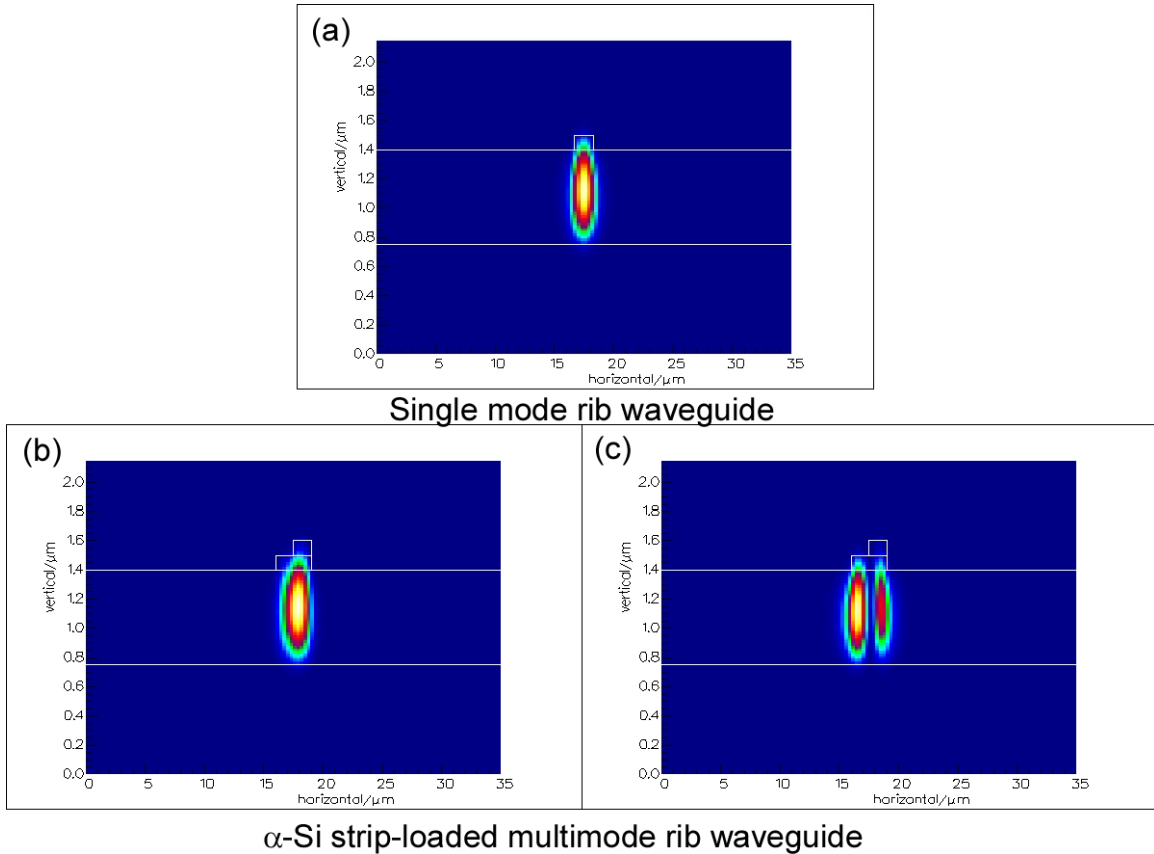 (a)
vertical/μm
2.0
1.8
1.6
1.4
1.2
1.0
0.8
0.6
0.4
0.2
0.0
0 5 10 15 20 25 30 35
horizontal/μm
Single mode rib waveguide
(b)
vertical/μm
2.0
1.8
1.6
1.4
1.2
1.0
0.8
0.6
0.4
0.2
0.0
0 5 10 15 20 25 30 35
horizontal/μm
(c)
vertical/μm
2.0
1.8
1.6
1.4
1.2
1.0
0.8
0.6
0.4
0.2
0.0
0 5 10 15 20 25 30 35
horizontal/μm
α-Si strip-loaded multimode rib waveguide